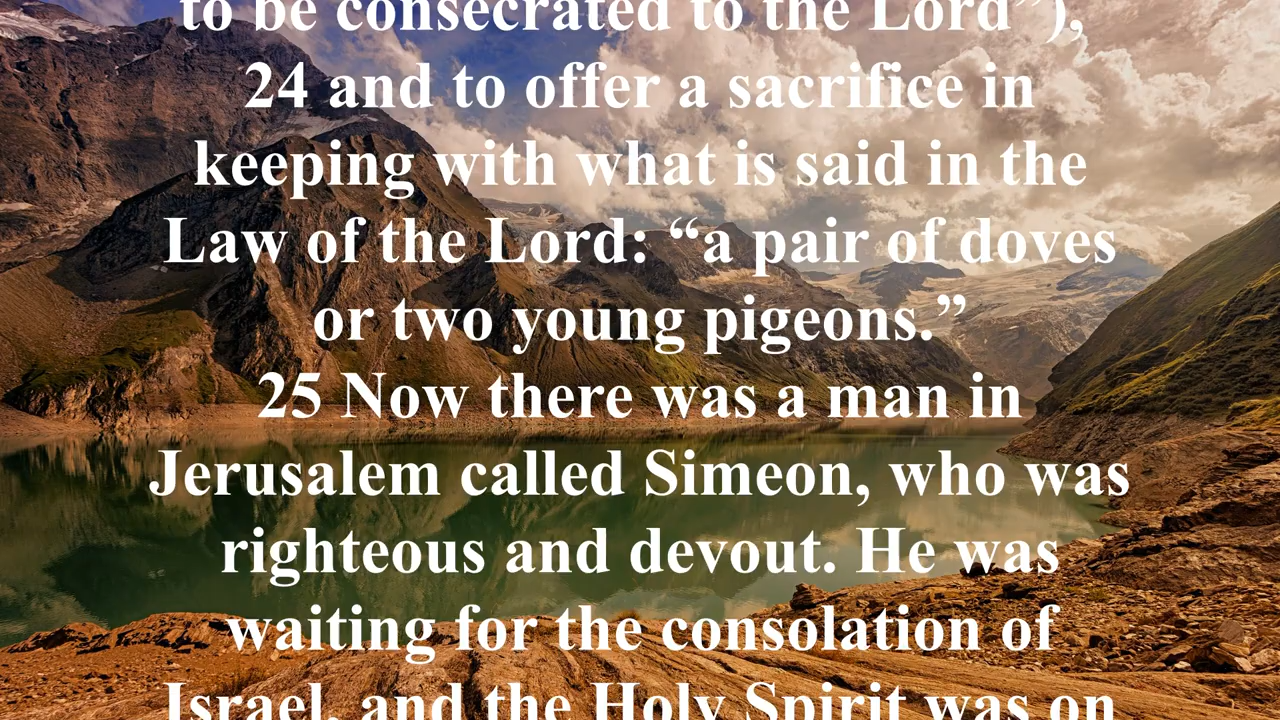 to be consecrated to the Lord”),
24 and to offer a sacrifice in
keeping with what is said in the
Law of the Lord: “a pair of doves
or two young pigeons.”
25 Now there was a man in
Jerusalem called Simeon, who was
righteous and devout. He was
waiting for the consolation of
Israel, and the Holy Spirit was on